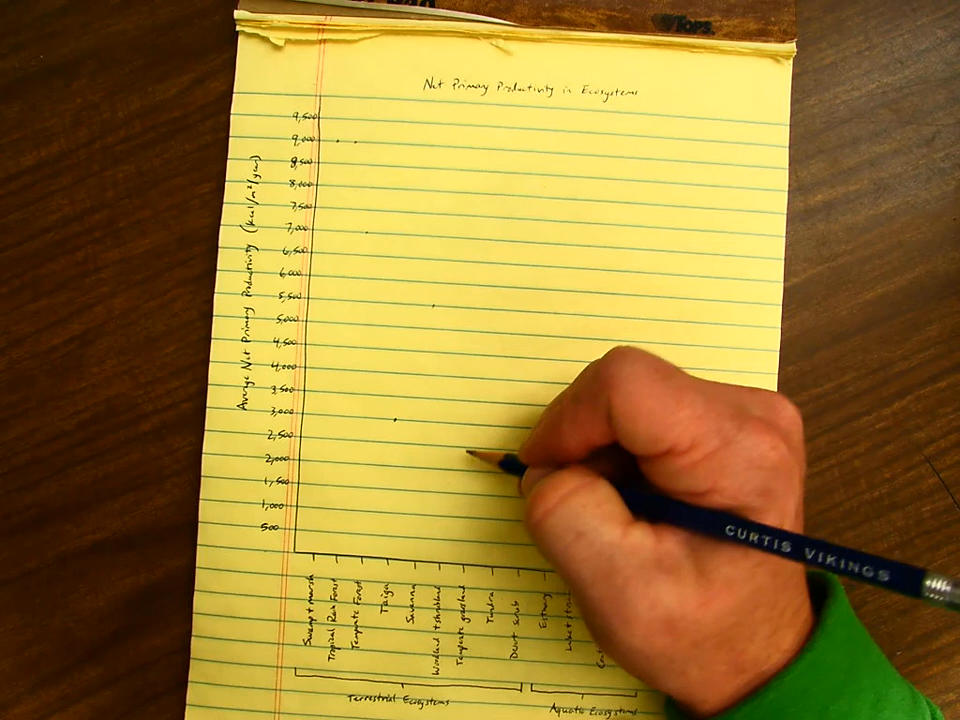 Tops
Net Primary Productivity in Ecosystems
Average Net Primary Productivity (kcal/m²/year)
9,500
9,000
8,500
8,000
7,500
7,000
6,500
6,000
5,500
5,000
4,500
4,000
3,500
3,000
2,500
2,000
1,500
1,000
500
Swamp + marsh
Tropical Rain Forest
Temperate Forest
Taiga
Savanna
Woodland + shrubland
Temperate grassland
Tundra
Desert scrub
Estuary
Terrestrial Ecosystems
Aquatic Ecosystems
CURTIS VIKINGS